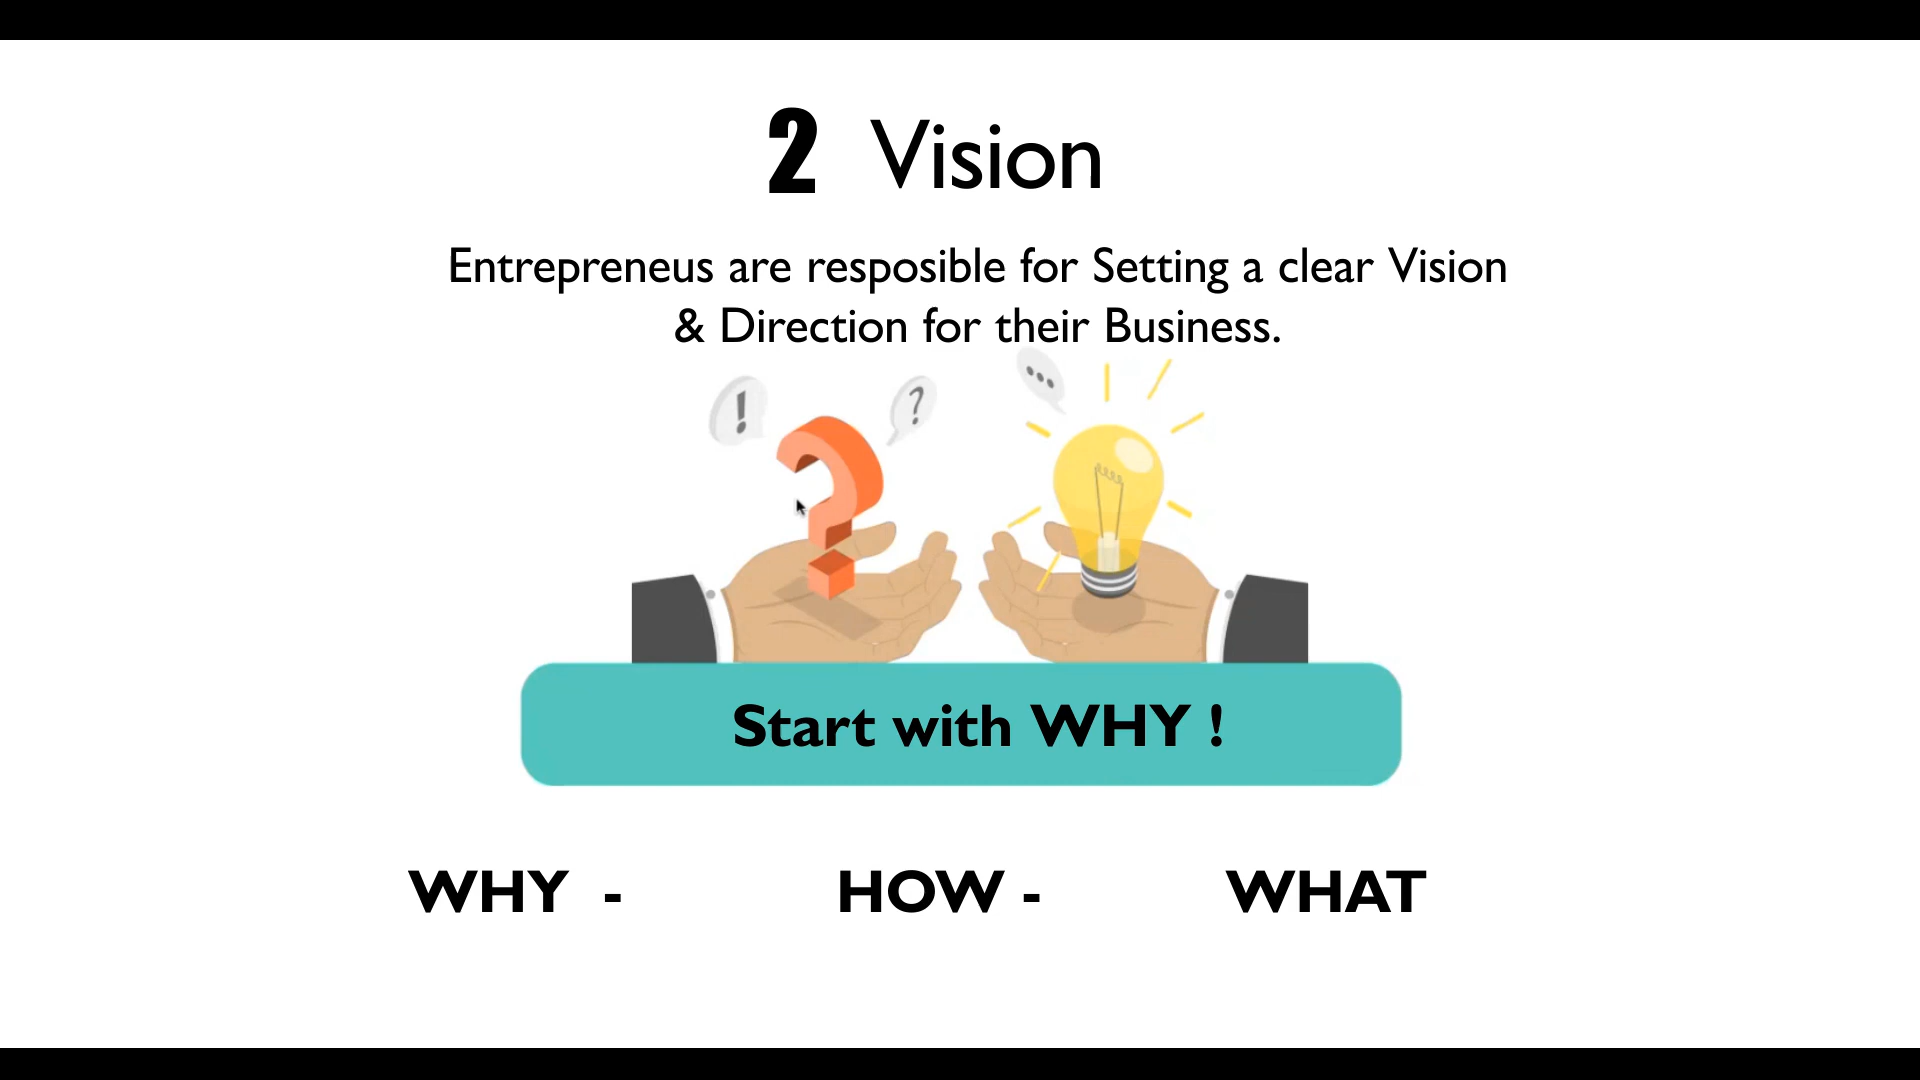 2 Vision
Entrepreneus are resposible for Setting a clear Vision
& Direction for their Business.
! ? ...
?
Start with WHY !
WHY - HOW - WHAT